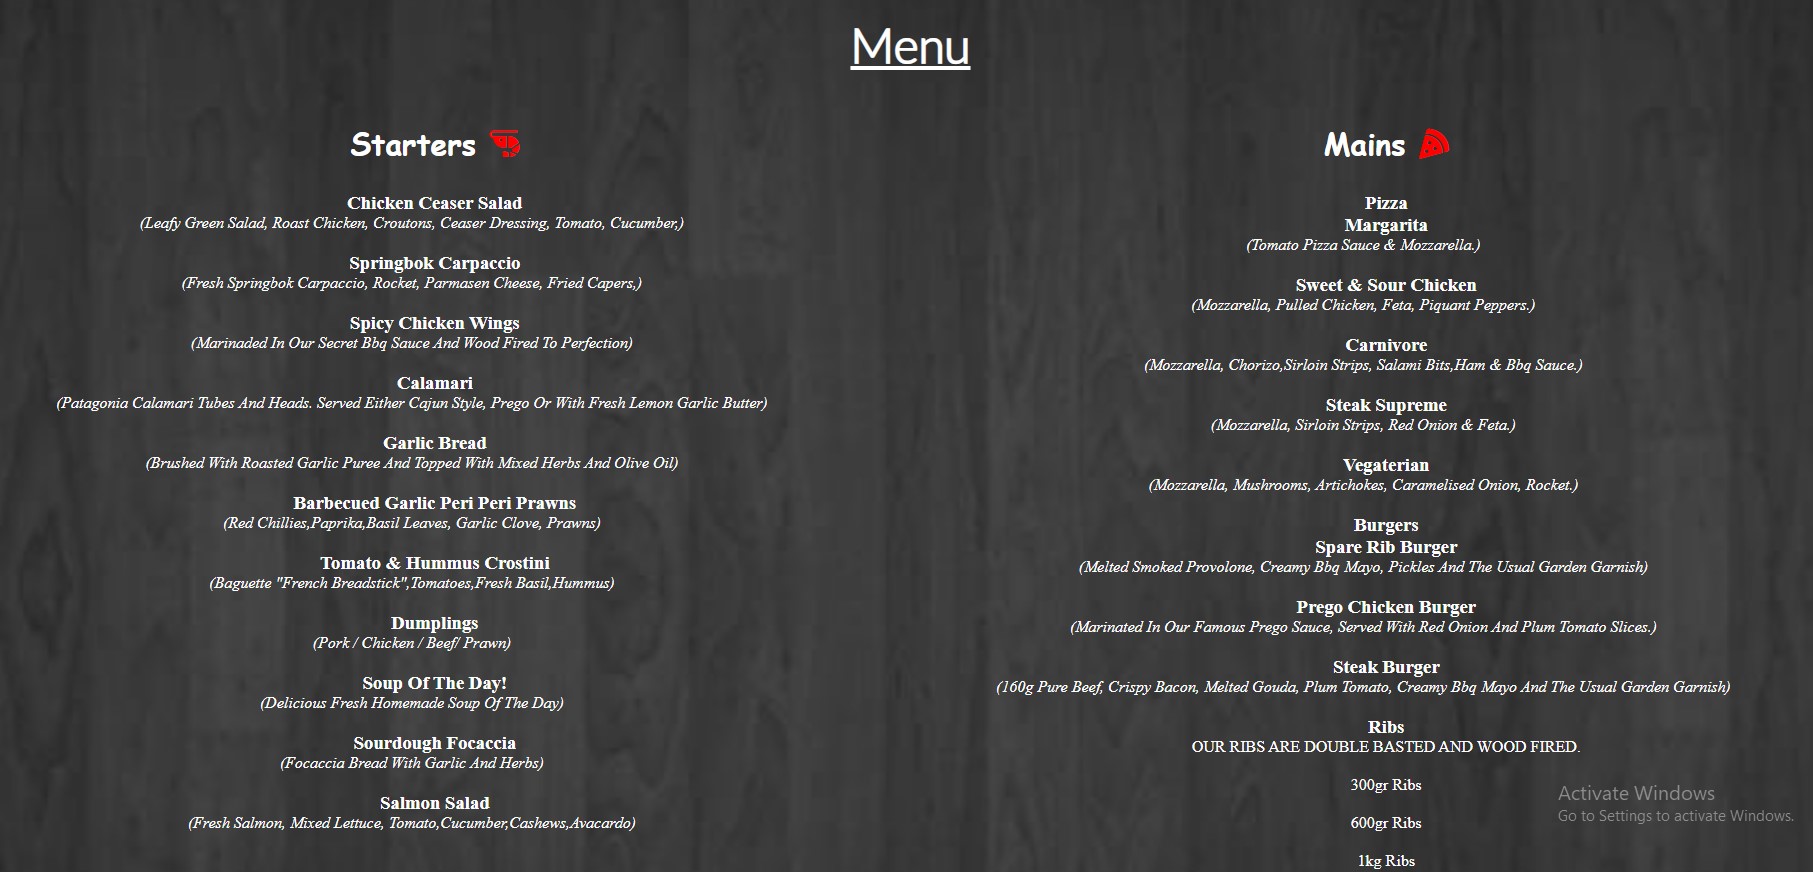 Menu
Starters
Chicken Ceaser Salad
(Leafy Green Salad, Roast Chicken, Croutons, Ceaser Dressing, Tomato, Cucumber,)
Springbok Carpaccio
(Fresh Springbok Carpaccio, Rocket, Parmasen Cheese, Fried Capers,)
Spicy Chicken Wings
(Marinaded In Our Secret Bbq Sauce And Wood Fired To Perfection)
Calamari
(Patagonia Calamari Tubes And Heads. Served Either Cajun Style, Prego Or With Fresh Lemon Garlic Butter)
Garlic Bread
(Brushed With Roasted Garlic Puree And Topped With Mixed Herbs And Olive Oil)
Barbecued Garlic Peri Peri Prawns
(Red Chillies,Paprika,Basil Leaves, Garlic Clove, Prawns)
Tomato & Hummus Crostini
(Baguette "French Breadstick",Tomatoes,Fresh Basil,Hummus)
Dumplings
(Pork / Chicken / Beef/ Prawn)
Soup Of The Day!
(Delicious Fresh Homemade Soup Of The Day)
Sourdough Focaccia
(Focaccia Bread With Garlic And Herbs)
Salmon Salad
(Fresh Salmon, Mixed Lettuce, Tomato,Cucumber,Cashews,Avacardo)
Mains
Pizza
Margarita
(Tomato Pizza Sauce & Mozzarella.)
Sweet & Sour Chicken
(Mozzarella, Pulled Chicken, Feta, Piquant Peppers.)
Carnivore
(Mozzarella, Chorizo,Sirloin Strips, Salami Bits,Ham & Bbq Sauce.)
Steak Supreme
(Mozzarella, Sirloin Strips, Red Onion & Feta.)
Vegaterian
(Mozzarella, Mushrooms, Artichokes, Caramelised Onion, Rocket.)
Burgers
Spare Rib Burger
(Melted Smoked Provolone, Creamy Bbq Mayo, Pickles And The Usual Garden Garnish)
Prego Chicken Burger
(Marinated In Our Famous Prego Sauce, Served With Red Onion And Plum Tomato Slices.)
Steak Burger
(160g Pure Beef, Crispy Bacon, Melted Gouda, Plum Tomato, Creamy Bbq Mayo And The Usual Garden Garnish)
Ribs
OUR RIBS ARE DOUBLE BASTED AND WOOD FIRED.
300gr Ribs
600gr Ribs
1kg Ribs
Activate Windows
Go to Settings to activate Windows.